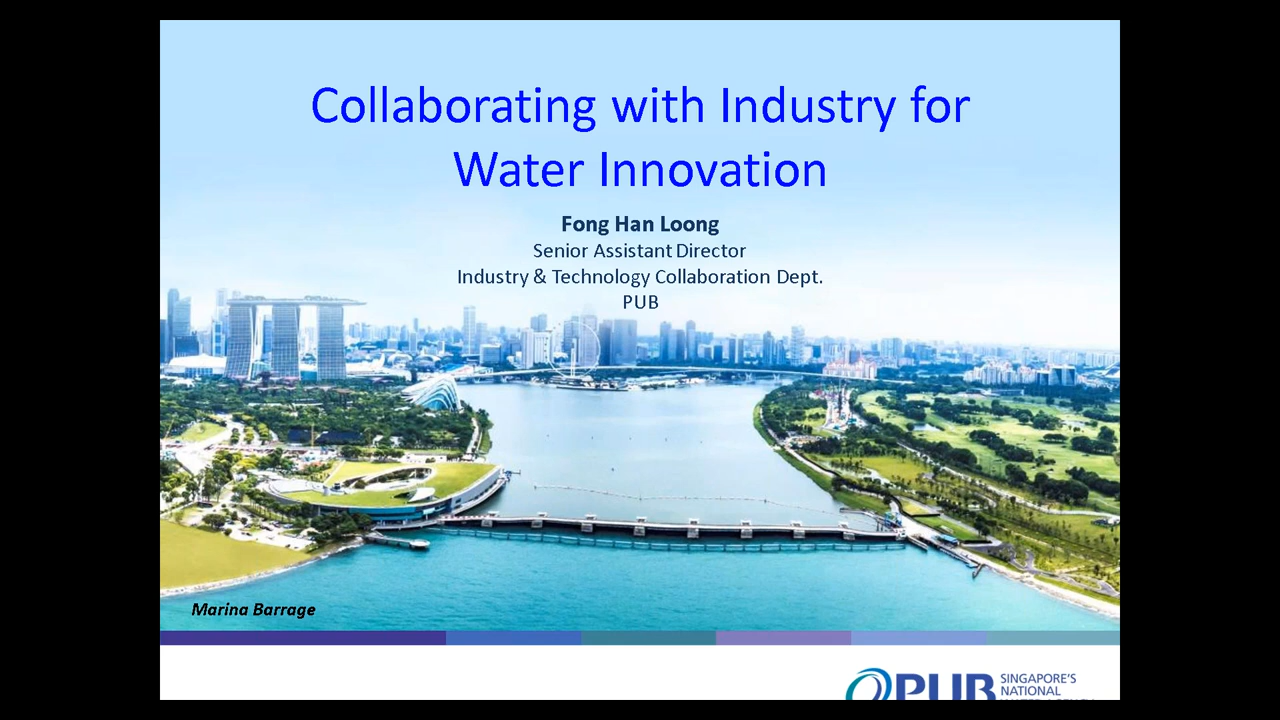 Collaborating with Industry for
Water Innovation
Fong Han Loong
Senior Assistant Director
Industry & Technology Collaboration Dept.
PUB
Marina Barrage
PUB
SINGAPORE'S
NATIONAL